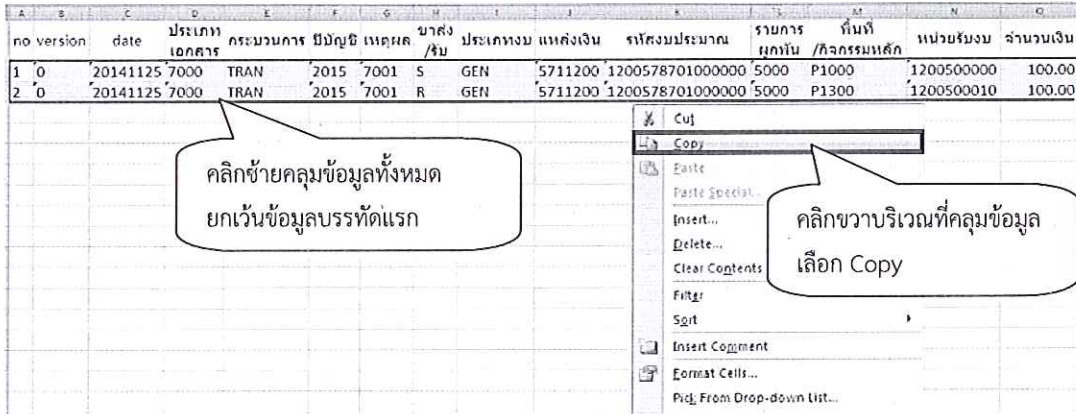 A B C D E F G H I J K L M N O
no version date ประเภทเอกสาร กระบวนการ ปีบัญชี เหตุผล ขาส่ง/รับ ประเภทงบ แหล่งเงิน รหัสงบประมาณ รายการผูกพัน พื้นที่/กิจกรรมหลัก หน่วยรับงบ จำนวนเงิน
1 0 20141125 7000 TRAN 2015 7001 S GEN 5711200 1200578701000000 5000 P1000 1200500000 100.00
2 0 20141125 7000 TRAN 2015 7001 R GEN 5711200 1200578701000000 5000 P1300 1200500010 100.00
คลิกซ้ายคลุมข้อมูลทั้งหมด
ยกเว้นข้อมูลบรรทัดแรก
Cut
Copy
Paste
Paste Special...
Insert...
Delete...
Clear Contents
Filter
Sort
Insert Comment
Format Cells...
Pick From Drop-down List...
คลิกขวาบริเวณที่คลุมข้อมูล
เลือก Copy